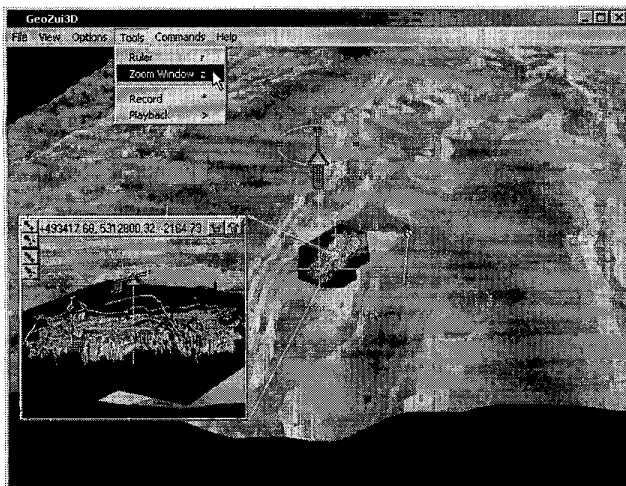 GeoZui3D
File View Options Tools Commands Help
Ruler r
Zoom Window z
Record *
Playback >
+493417.68, 5312800.32, -2164.73